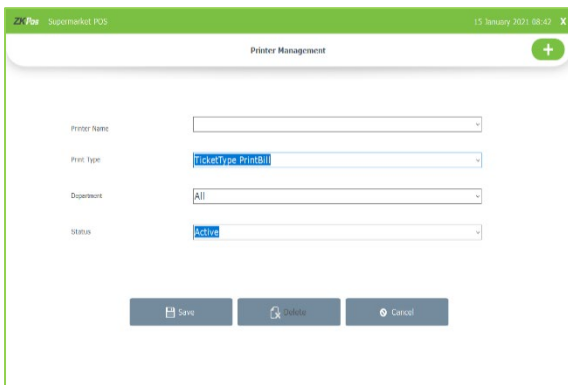 ZKPos Supermarket POS 15 January 2021 08:42 X
Printer Management +
Printer Name
Print Type TicketType PrintBill
Department All
Status Active
Save Delete Cancel